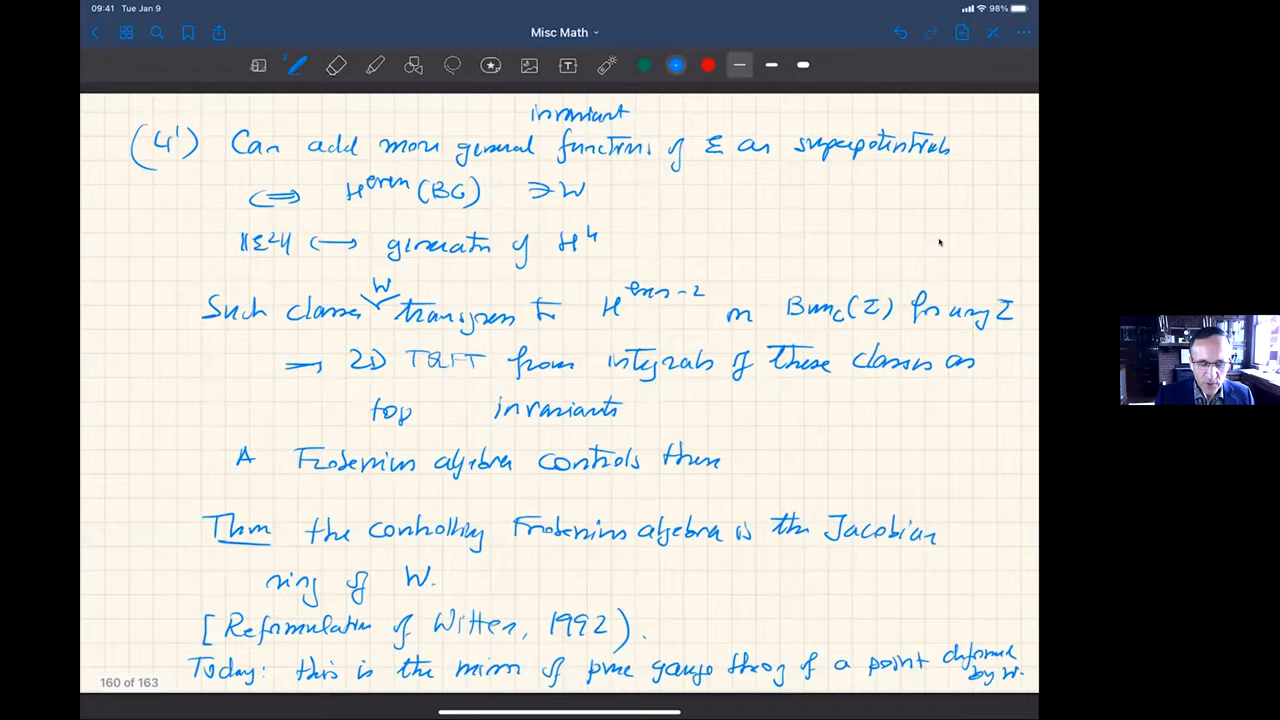 09:41 Tue Jan 9
98%
Misc Math
invariant
(4') Can add more general functions of ξ as superpotentials
⟺ H^even (BG) ∋ W
||ξ²|| ⟷ generator of H⁴
W
Such classes transgress to H^even-2 on Bun_G(Σ) for any Σ
→ 2D TQFT from integrals of these classes as
top invariants
A Frobenius algebra controls them
Thm the controlling Frobenius algebra is the Jacobian
ring of W.
[Reformulation of Witten, 1992).
Today: this is the mirror of pure gauge theory of a point deformed
by W.
160 of 163